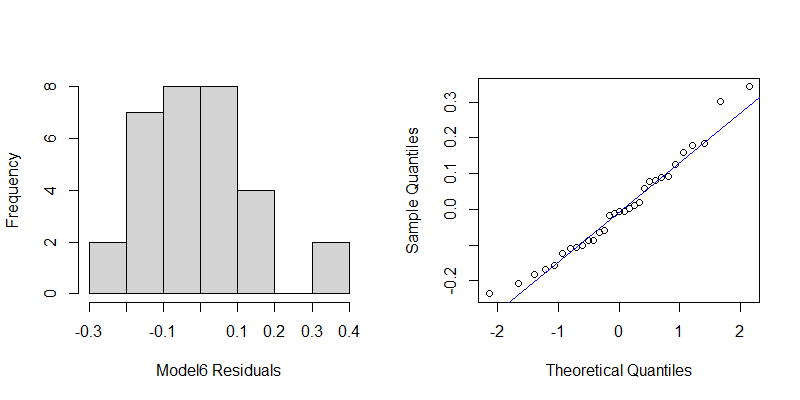 Frequency
0 2 4 6 8
-0.3 -0.1 0.1 0.2 0.3 0.4
Model6 Residuals
Sample Quantiles
-0.2 0.0 0.1 0.2 0.3
-2 -1 0 1 2
Theoretical Quantiles